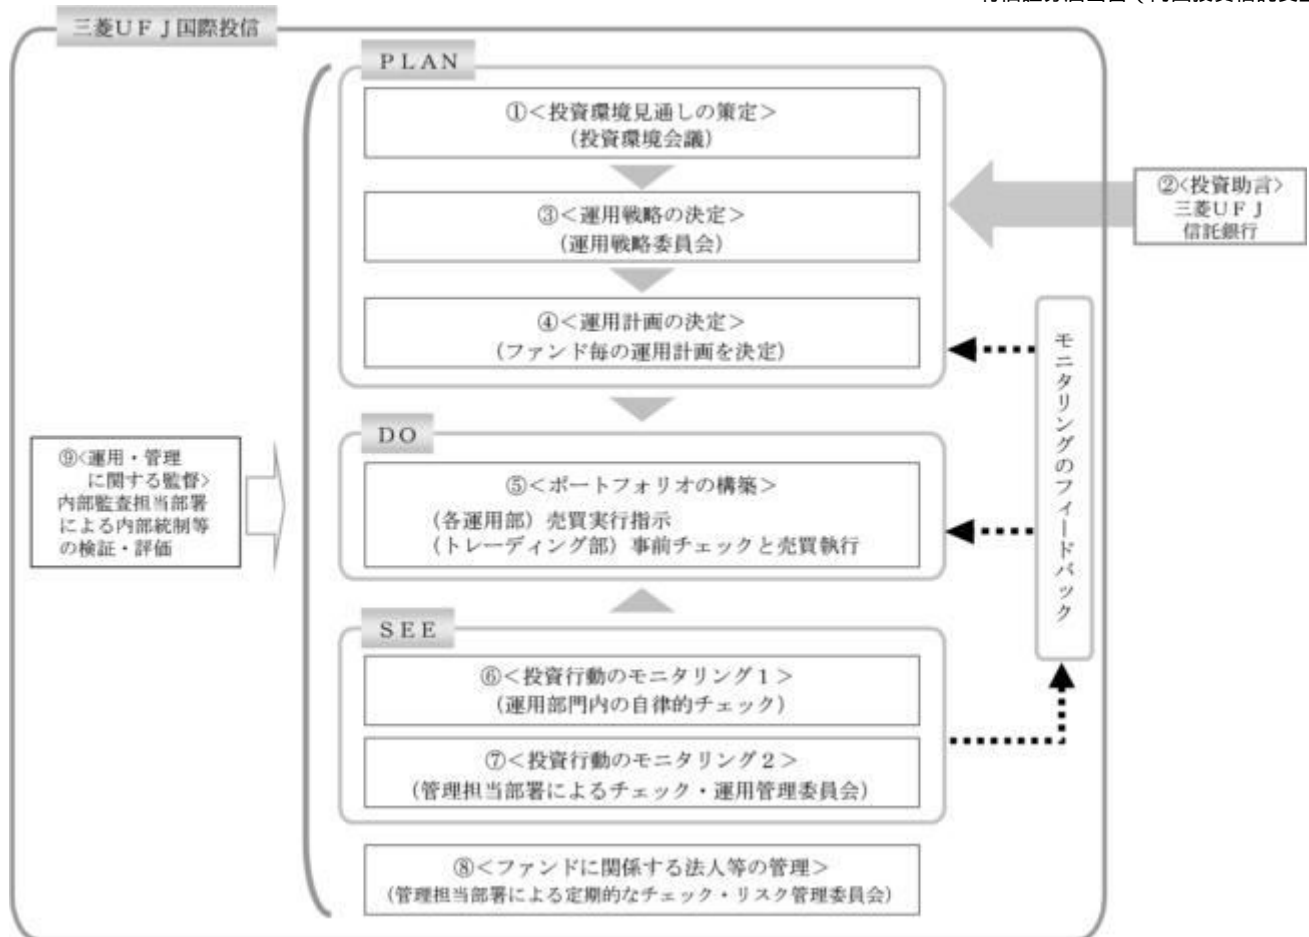 三菱ＵＦＪ国際投信
ＰＬＡＮ
①＜投資環境見通しの策定＞
（投資環境会議）
②＜投資助言＞
三菱ＵＦＪ
信託銀行
③＜運用戦略の決定＞
（運用戦略委員会）
④＜運用計画の決定＞
（ファンド毎の運用計画を決定）
モニタリングのフィードバック
ＤＯ
⑤＜ポートフォリオの構築＞
（各運用部）売買実行指示
（トレーディング部）事前チェックと売買執行
⑨＜運用・管理
に関する監督＞
内部監査担当部署
による内部統制等
の検証・評価
ＳＥＥ
⑥＜投資行動のモニタリング１＞
（運用部門内の自律的チェック）
⑦＜投資行動のモニタリング２＞
（管理担当部署によるチェック・運用管理委員会）
⑧＜ファンドに関係する法人等の管理＞
（管理担当部署による定期的なチェック・リスク管理委員会）